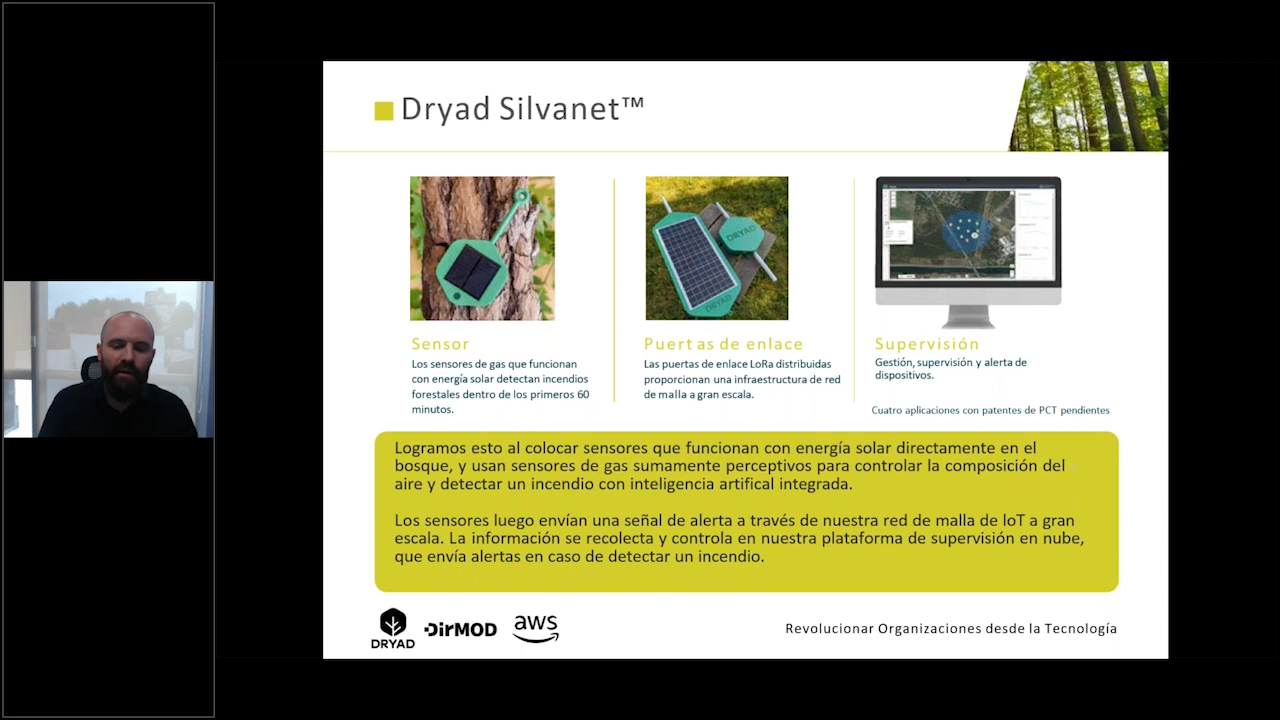 Dryad Silvanet™
DRYAD
DRYAD
Sensor
Los sensores de gas que funcionan
con energía solar detectan incendios
forestales dentro de los primeros 60
minutos.
Puert as de enlace
Las puertas de enlace LoRa distribuidas
proporcionan una infraestructura de red
de malla a gran escala.
Supervisión
Gestión, supervisión y alerta de
dispositivos.
Cuatro aplicaciones con patentes de PCT pendientes
Logramos esto al colocar sensores que funcionan con energía solar directamente en el
bosque, y usan sensores de gas sumamente perceptivos para controlar la composición del
aire y detectar un incendio con inteligencia artifical integrada.
Los sensores luego envían una señal de alerta a través de nuestra red de malla de IoT a gran
escala. La información se recolecta y controla en nuestra plataforma de supervisión en nube,
que envía alertas en caso de detectar un incendio.
DRYAD
DirMOD
aws
Revolucionar Organizaciones desde la Tecnología